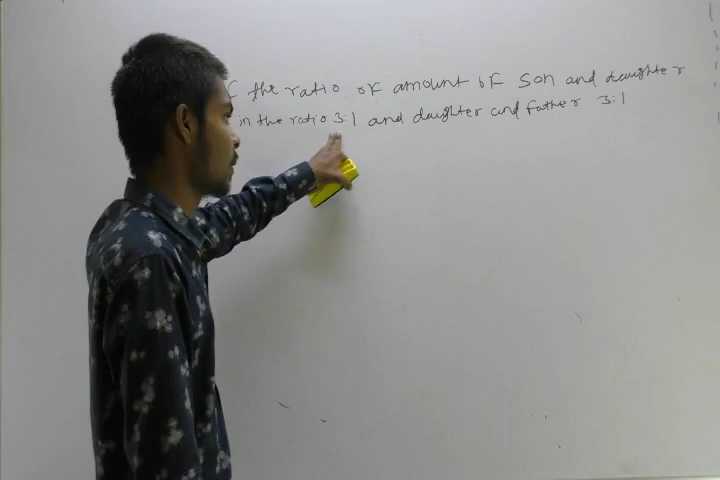 the ratio of amount of Son and daughter
in the ratio 3:1 and daughter and Father 3:1